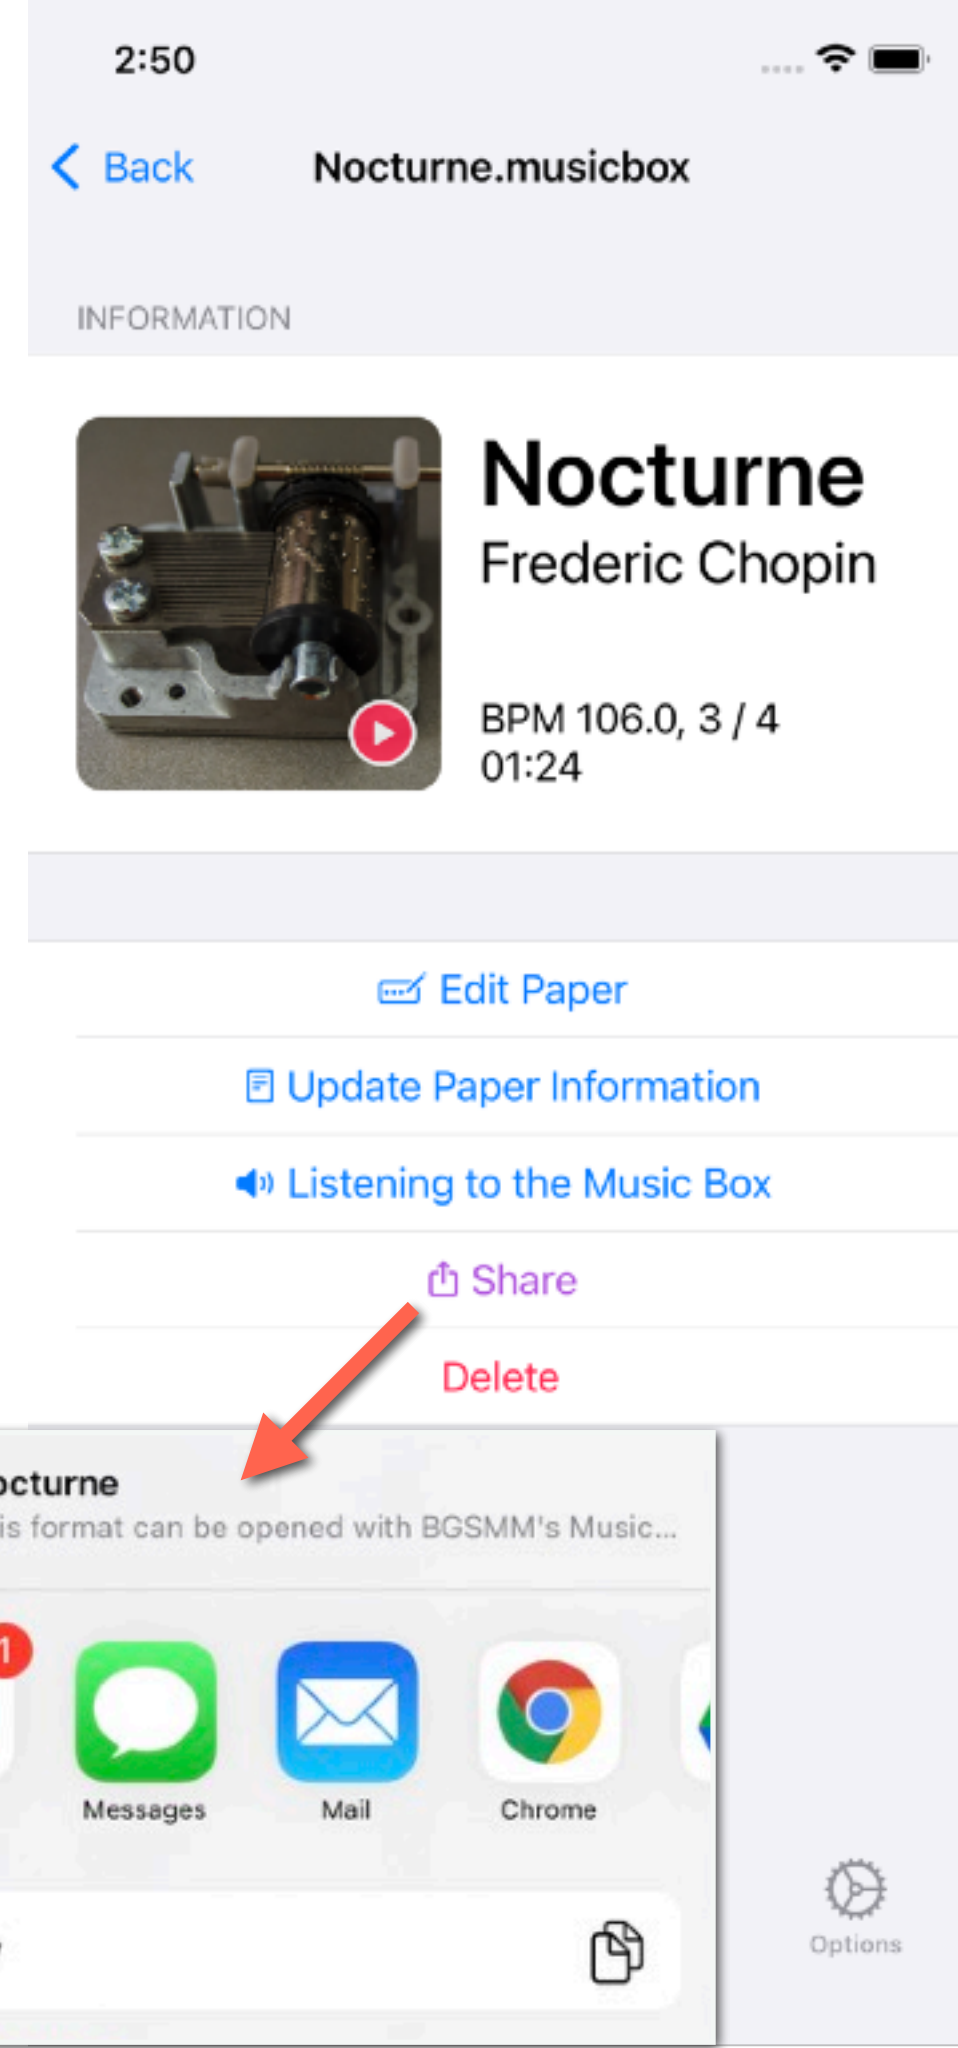 2:50
Back
Nocturne.musicbox
INFORMATION
Nocturne
Frederic Chopin
BPM 106.0, 3 / 4
01:24
Edit Paper
Update Paper Information
Listening to the Music Box
Share
Delete
octurne
is format can be opened with BGSMM's Music...
1
Messages
Mail
Chrome
Options